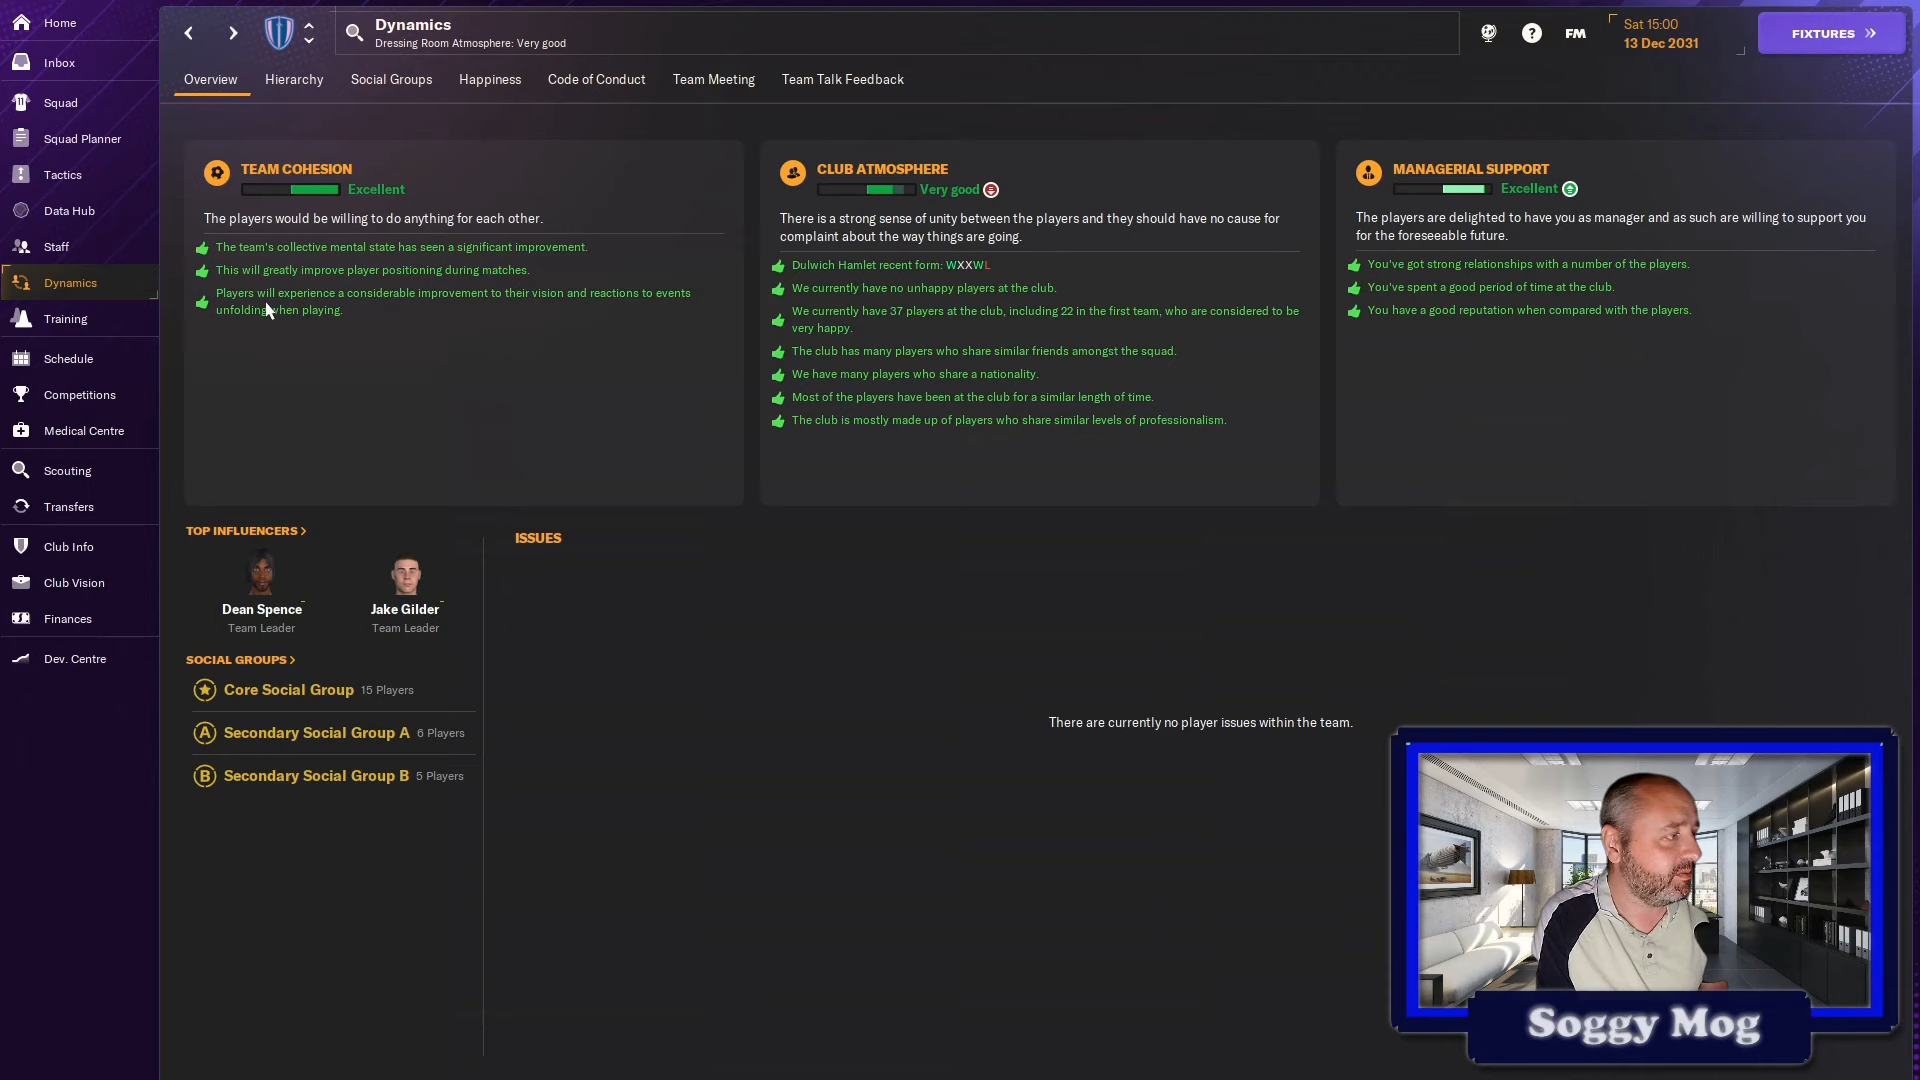 Home
Inbox
Squad
Squad Planner
Tactics
Data Hub
Staff
Dynamics
Training
Schedule
Competitions
Medical Centre
Scouting
Transfers
Club Info
Club Vision
Finances
Dev. Centre
Dynamics
Dressing Room Atmosphere: Very good
FM
Sat 15:00
13 Dec 2031
FIXTURES
Overview Hierarchy Social Groups Happiness Code of Conduct Team Meeting Team Talk Feedback
TEAM COHESION
Excellent
The players would be willing to do anything for each other.
The team's collective mental state has seen a significant improvement.
This will greatly improve player positioning during matches.
Players will experience a considerable improvement to their vision and reactions to events
unfolding when playing.
CLUB ATMOSPHERE
Very good
There is a strong sense of unity between the players and they should have no cause for
complaint about the way things are going.
Dulwich Hamlet recent form: WXXWL
We currently have no unhappy players at the club.
We currently have 37 players at the club, including 22 in the first team, who are considered to be
very happy.
The club has many players who share similar friends amongst the squad.
We have many players who share a nationality.
Most of the players have been at the club for a similar length of time.
The club is mostly made up of players who share similar levels of professionalism.
MANAGERIAL SUPPORT
Excellent
The players are delighted to have you as manager and as such are willing to support you
for the foreseeable future.
You've got strong relationships with a number of the players.
You've spent a good period of time at the club.
You have a good reputation when compared with the players.
TOP INFLUENCERS >
Dean Spence
Team Leader
Jake Gilder
Team Leader
SOCIAL GROUPS >
Core Social Group 15 Players
A Secondary Social Group A 6 Players
B Secondary Social Group B 5 Players
ISSUES
There are currently no player issues within the team.
Soggy Mog